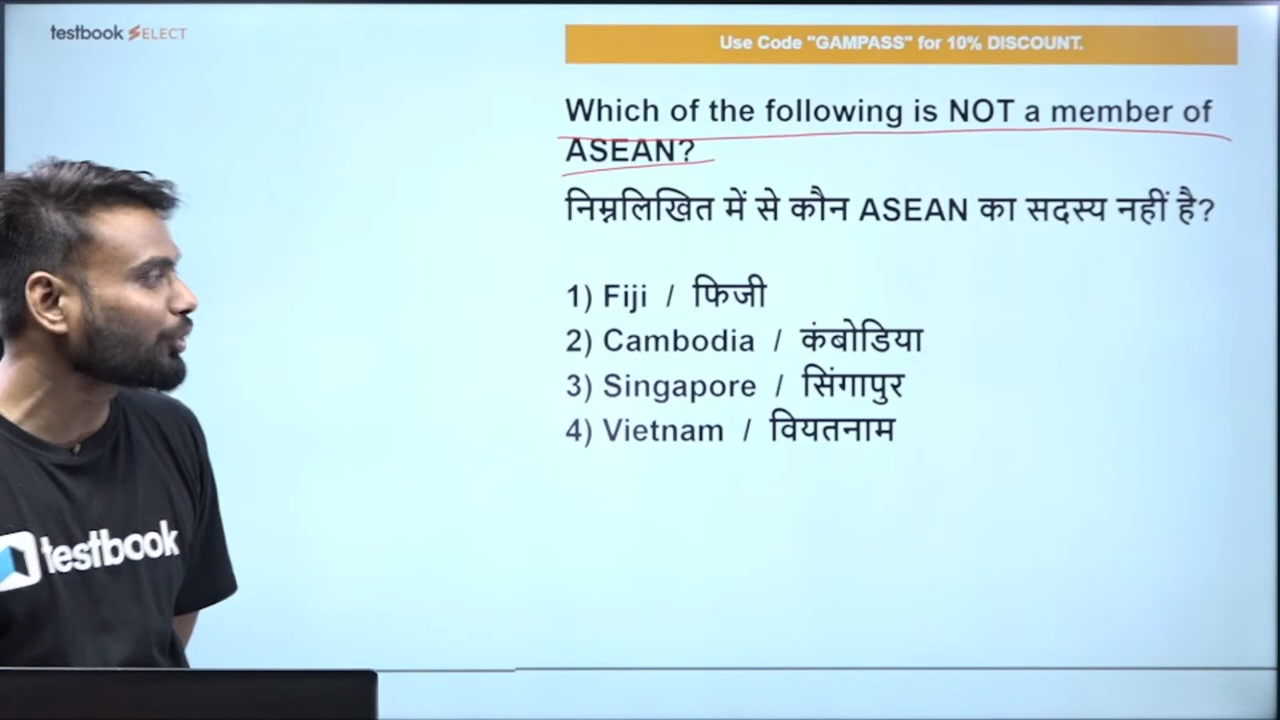 testbook SELECT
Use Code "GAMPASS" for 10% DISCOUNT.
Which of the following is NOT a member of
ASEAN?
निम्नलिखित में से कौन ASEAN का सदस्य नहीं है?
1) Fiji / फिजी
2) Cambodia / कंबोडिया
3) Singapore / सिंगापुर
4) Vietnam / वियतनाम
testbook